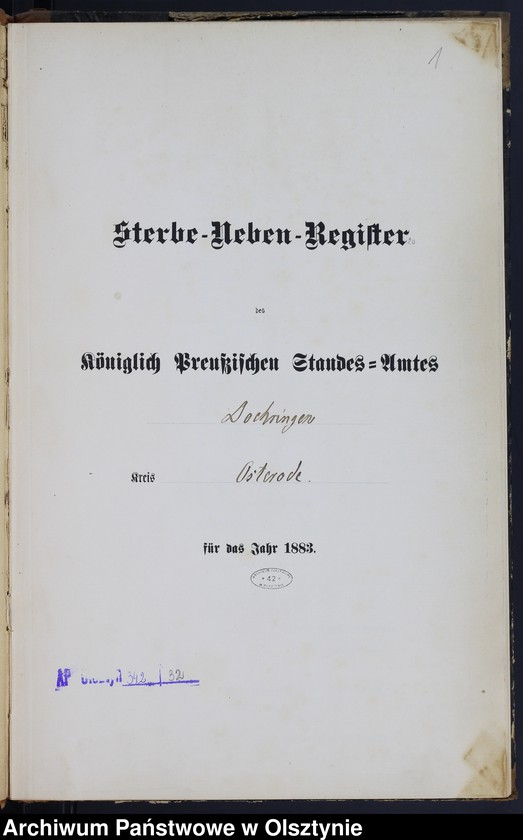 1
Sterbe-Neben-Register
des
Königlich Preußischen Standes=Amtes
Doehringen
Kreis Osterode.
für das Jahr 1883.
42
AP 342 / 32
Archiwum Państwowe w Olsztynie